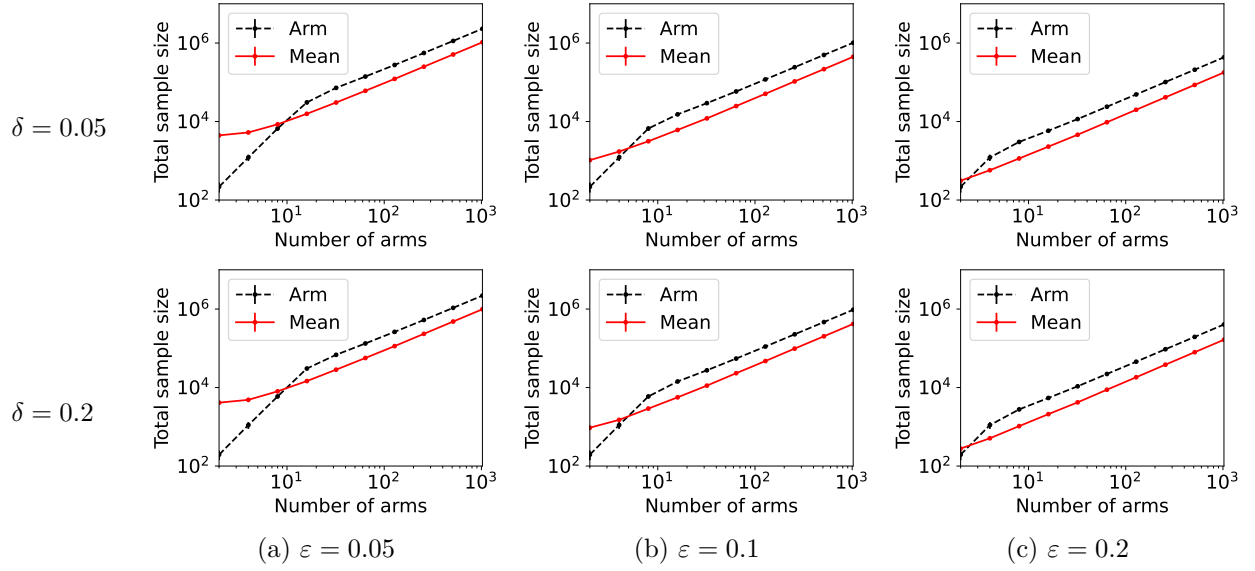 δ = 0.05
Total sample size
10^6
10^4
10^2
Arm
Mean
10^1
10^2
10^3
Number of arms
Total sample size
10^6
10^4
10^2
Arm
Mean
10^1
10^2
10^3
Number of arms
Total sample size
10^6
10^4
10^2
Arm
Mean
10^1
10^2
10^3
Number of arms
δ = 0.2
Total sample size
10^6
10^4
10^2
Arm
Mean
10^1
10^2
10^3
Number of arms
Total sample size
10^6
10^4
10^2
Arm
Mean
10^1
10^2
10^3
Number of arms
Total sample size
10^6
10^4
10^2
Arm
Mean
10^1
10^2
10^3
Number of arms
(a) ε = 0.05
(b) ε = 0.1
(c) ε = 0.2